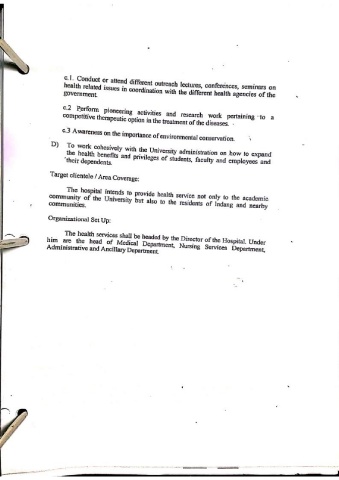 c.1. Conduct or attend different outreach lectures, conferences, seminars on
health related issues in coordination with the different health agencies of the
government.
c.2 Perform pioneering activities and research work pertaining to a
competitive therapeutic option in the treatment of the diseases.
c.3 Awareness on the importance of environmental conservation.
D) To work cohesively with the University administration on how to expand
the health benefits and privileges of students, faculty and employees and
their dependents.
Target clientele / Area Coverage:
The hospital intends to provide health service not only to the academic
community of the University but also to the residents of Indang and nearby
communities.
Organizational Set Up:
The health services shall be headed by the Director of the Hospital. Under
him are the head of Medical Department, Nursing Services Department,
Administrative and Ancillary Department.